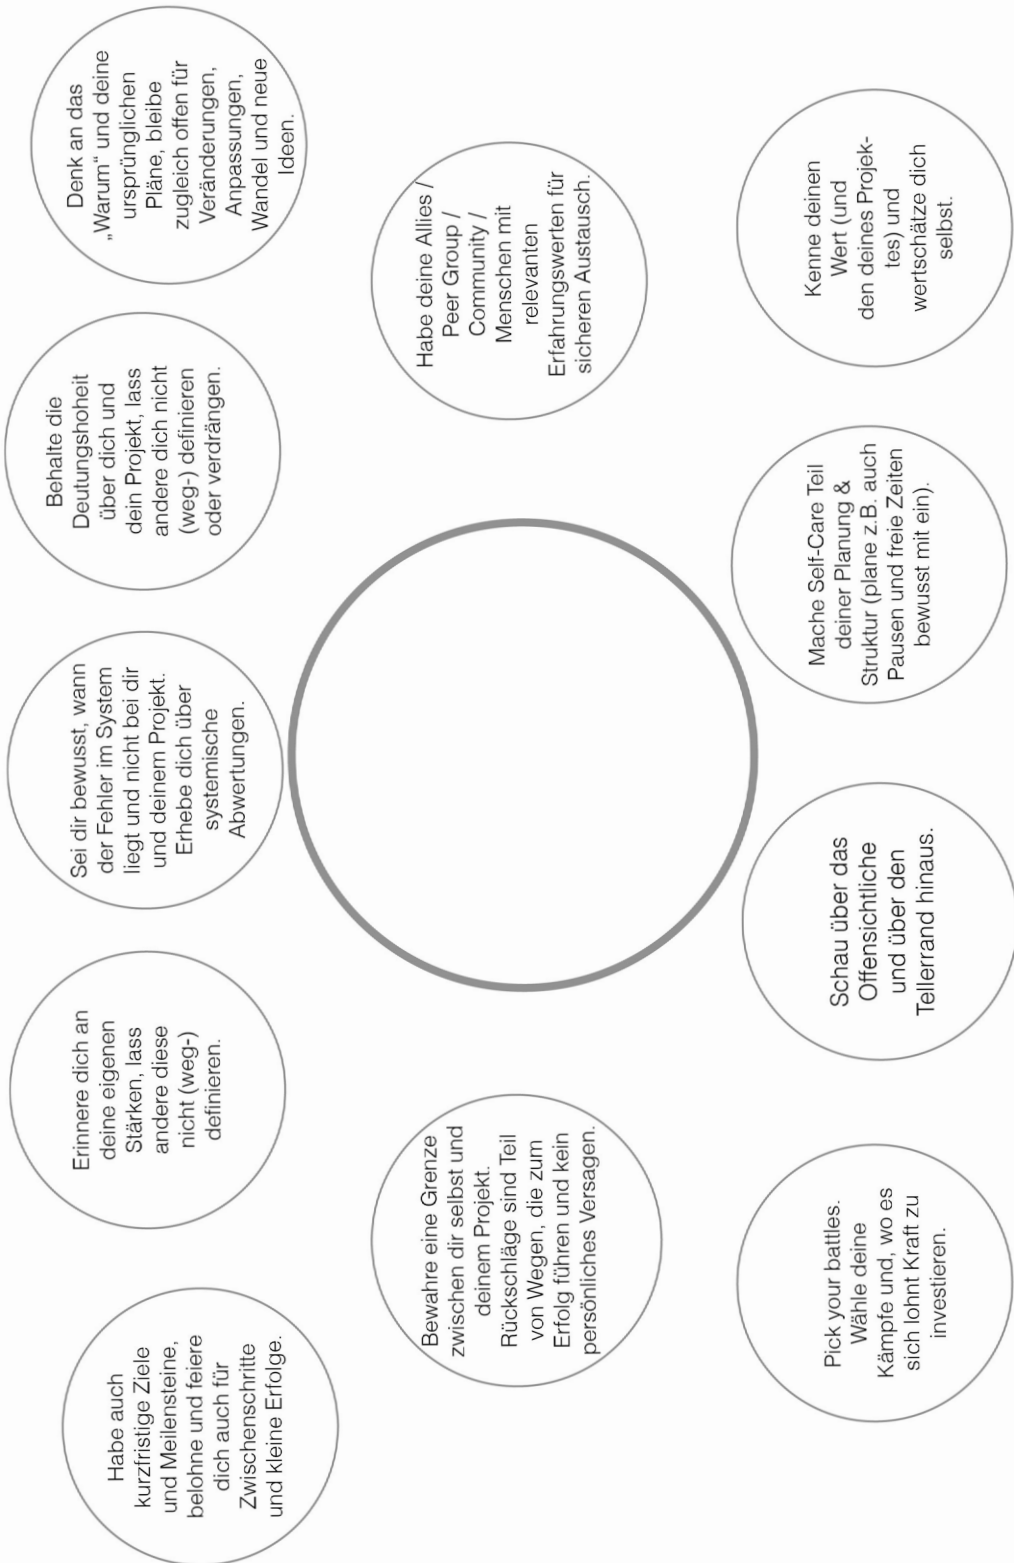 Habe auch
kurzfristige Ziele
und Meilensteine,
belohne und feiere
dich auch für
Zwischenschritte
und kleine Erfolge.
Erinnere dich an
deine eigenen
Stärken, lass
andere diese
nicht (weg-)
definieren.
Sei dir bewusst, wann
der Fehler im System
liegt und nicht bei dir
und deinem Projekt.
Erhebe dich über
systemische
Abwertungen.
Behalte die
Deutungshoheit
über dich und
dein Projekt, lass
andere dich nicht
(weg-) definieren
oder verdrängen.
Denk an das
„Warum“ und deine
ursprünglichen
Pläne, bleibe
zugleich offen für
Veränderungen,
Anpassungen,
Wandel und neue
Ideen.
Bewahre eine Grenze
zwischen dir selbst und
deinem Projekt.
Rückschläge sind Teil
von Wegen, die zum
Erfolg führen und kein
persönliches Versagen.
Habe deine Allies /
Peer Group /
Community /
Menschen mit
relevanten
Erfahrungswerten für
sicheren Austausch.
Pick your battles.
Wähle deine
Kämpfe und, wo es
sich lohnt Kraft zu
investieren.
Schau über das
Offensichtliche
und über den
Tellerrand hinaus.
Mache Self-Care Teil
deiner Planung &
Struktur (plane z.B. auch
Pausen und freie Zeiten
bewusst mit ein).
Kenne deinen
Wert (und
den deines Projek-
tes) und
wertschätze dich
selbst.